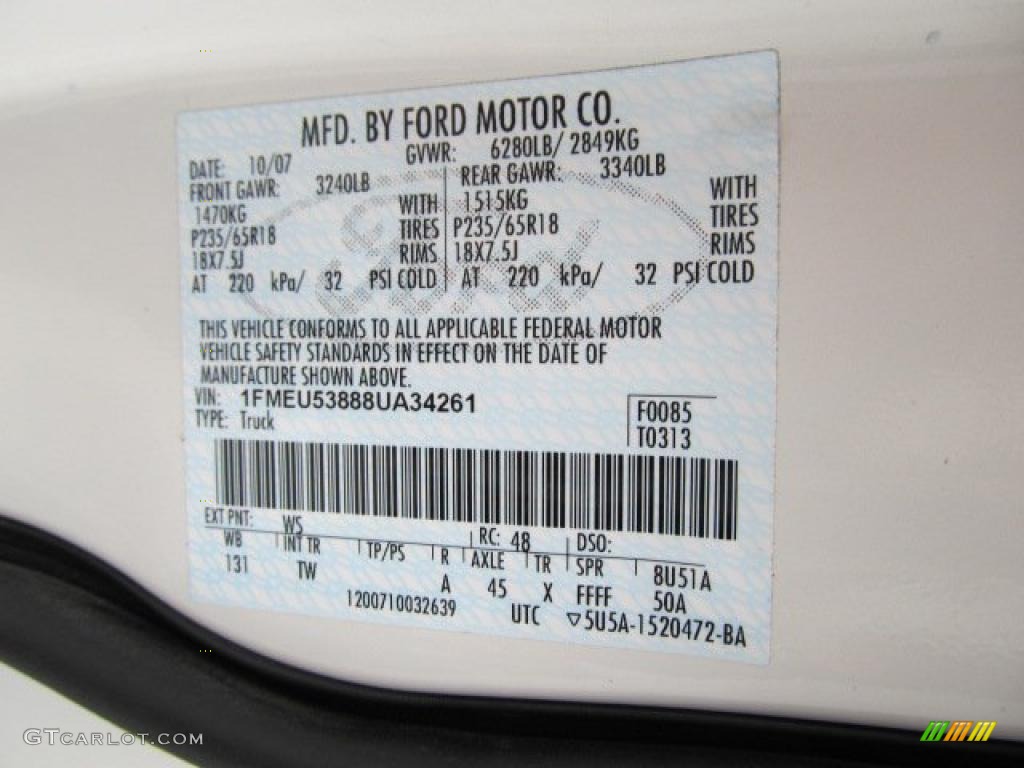 MFD. BY FORD MOTOR CO.
DATE: 10/07 GVWR: 6280LB/ 2849KG
FRONT GAWR: 3240LB REAR GAWR: 3340LB
1470KG WITH 1515KG WITH
P235/65R18 TIRES P235/65R18 TIRES
18X7.5J RIMS 18X7.5J RIMS
AT 220 kPa/ 32 PSI COLD AT 220 kPa/ 32 PSI COLD
Ford
THIS VEHICLE CONFORMS TO ALL APPLICABLE FEDERAL MOTOR
VEHICLE SAFETY STANDARDS IN EFFECT ON THE DATE OF
MANUFACTURE SHOWN ABOVE.
VIN: 1FMEU53888UA34261 F0085
TYPE: Truck T0313
EXT PNT: WS RC: 48 DSO:
WB INT TR TP/PS R AXLE TR SPR 8U51A
131 TW A 45 X FFFF 50A
1200710032639 UTC ▽5U5A-1520472-BA
GTCARLOT.COM